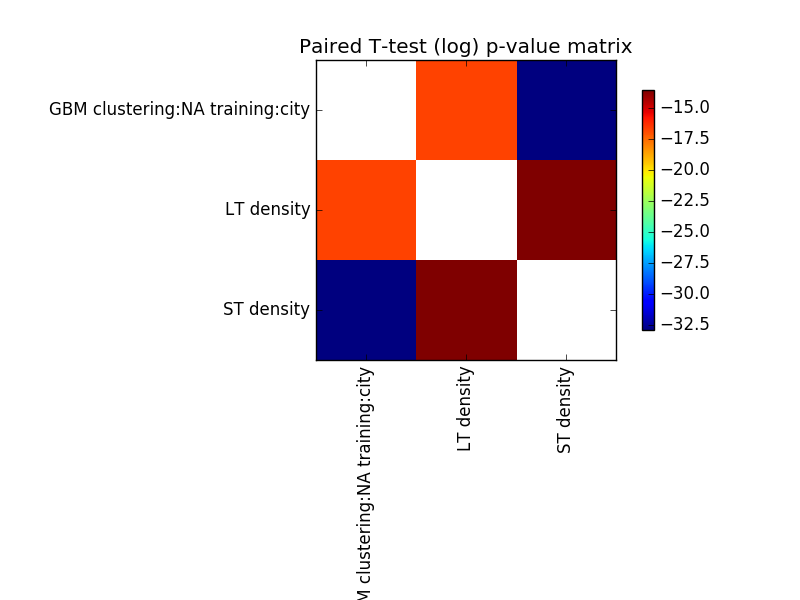 Paired T-test (log) p-value matrix
GBM clustering:NA training:city
LT density
ST density
−15.0
−17.5
−20.0
−22.5
−25.0
−27.5
−30.0
−32.5
M clustering:NA training:city
LT density
ST density